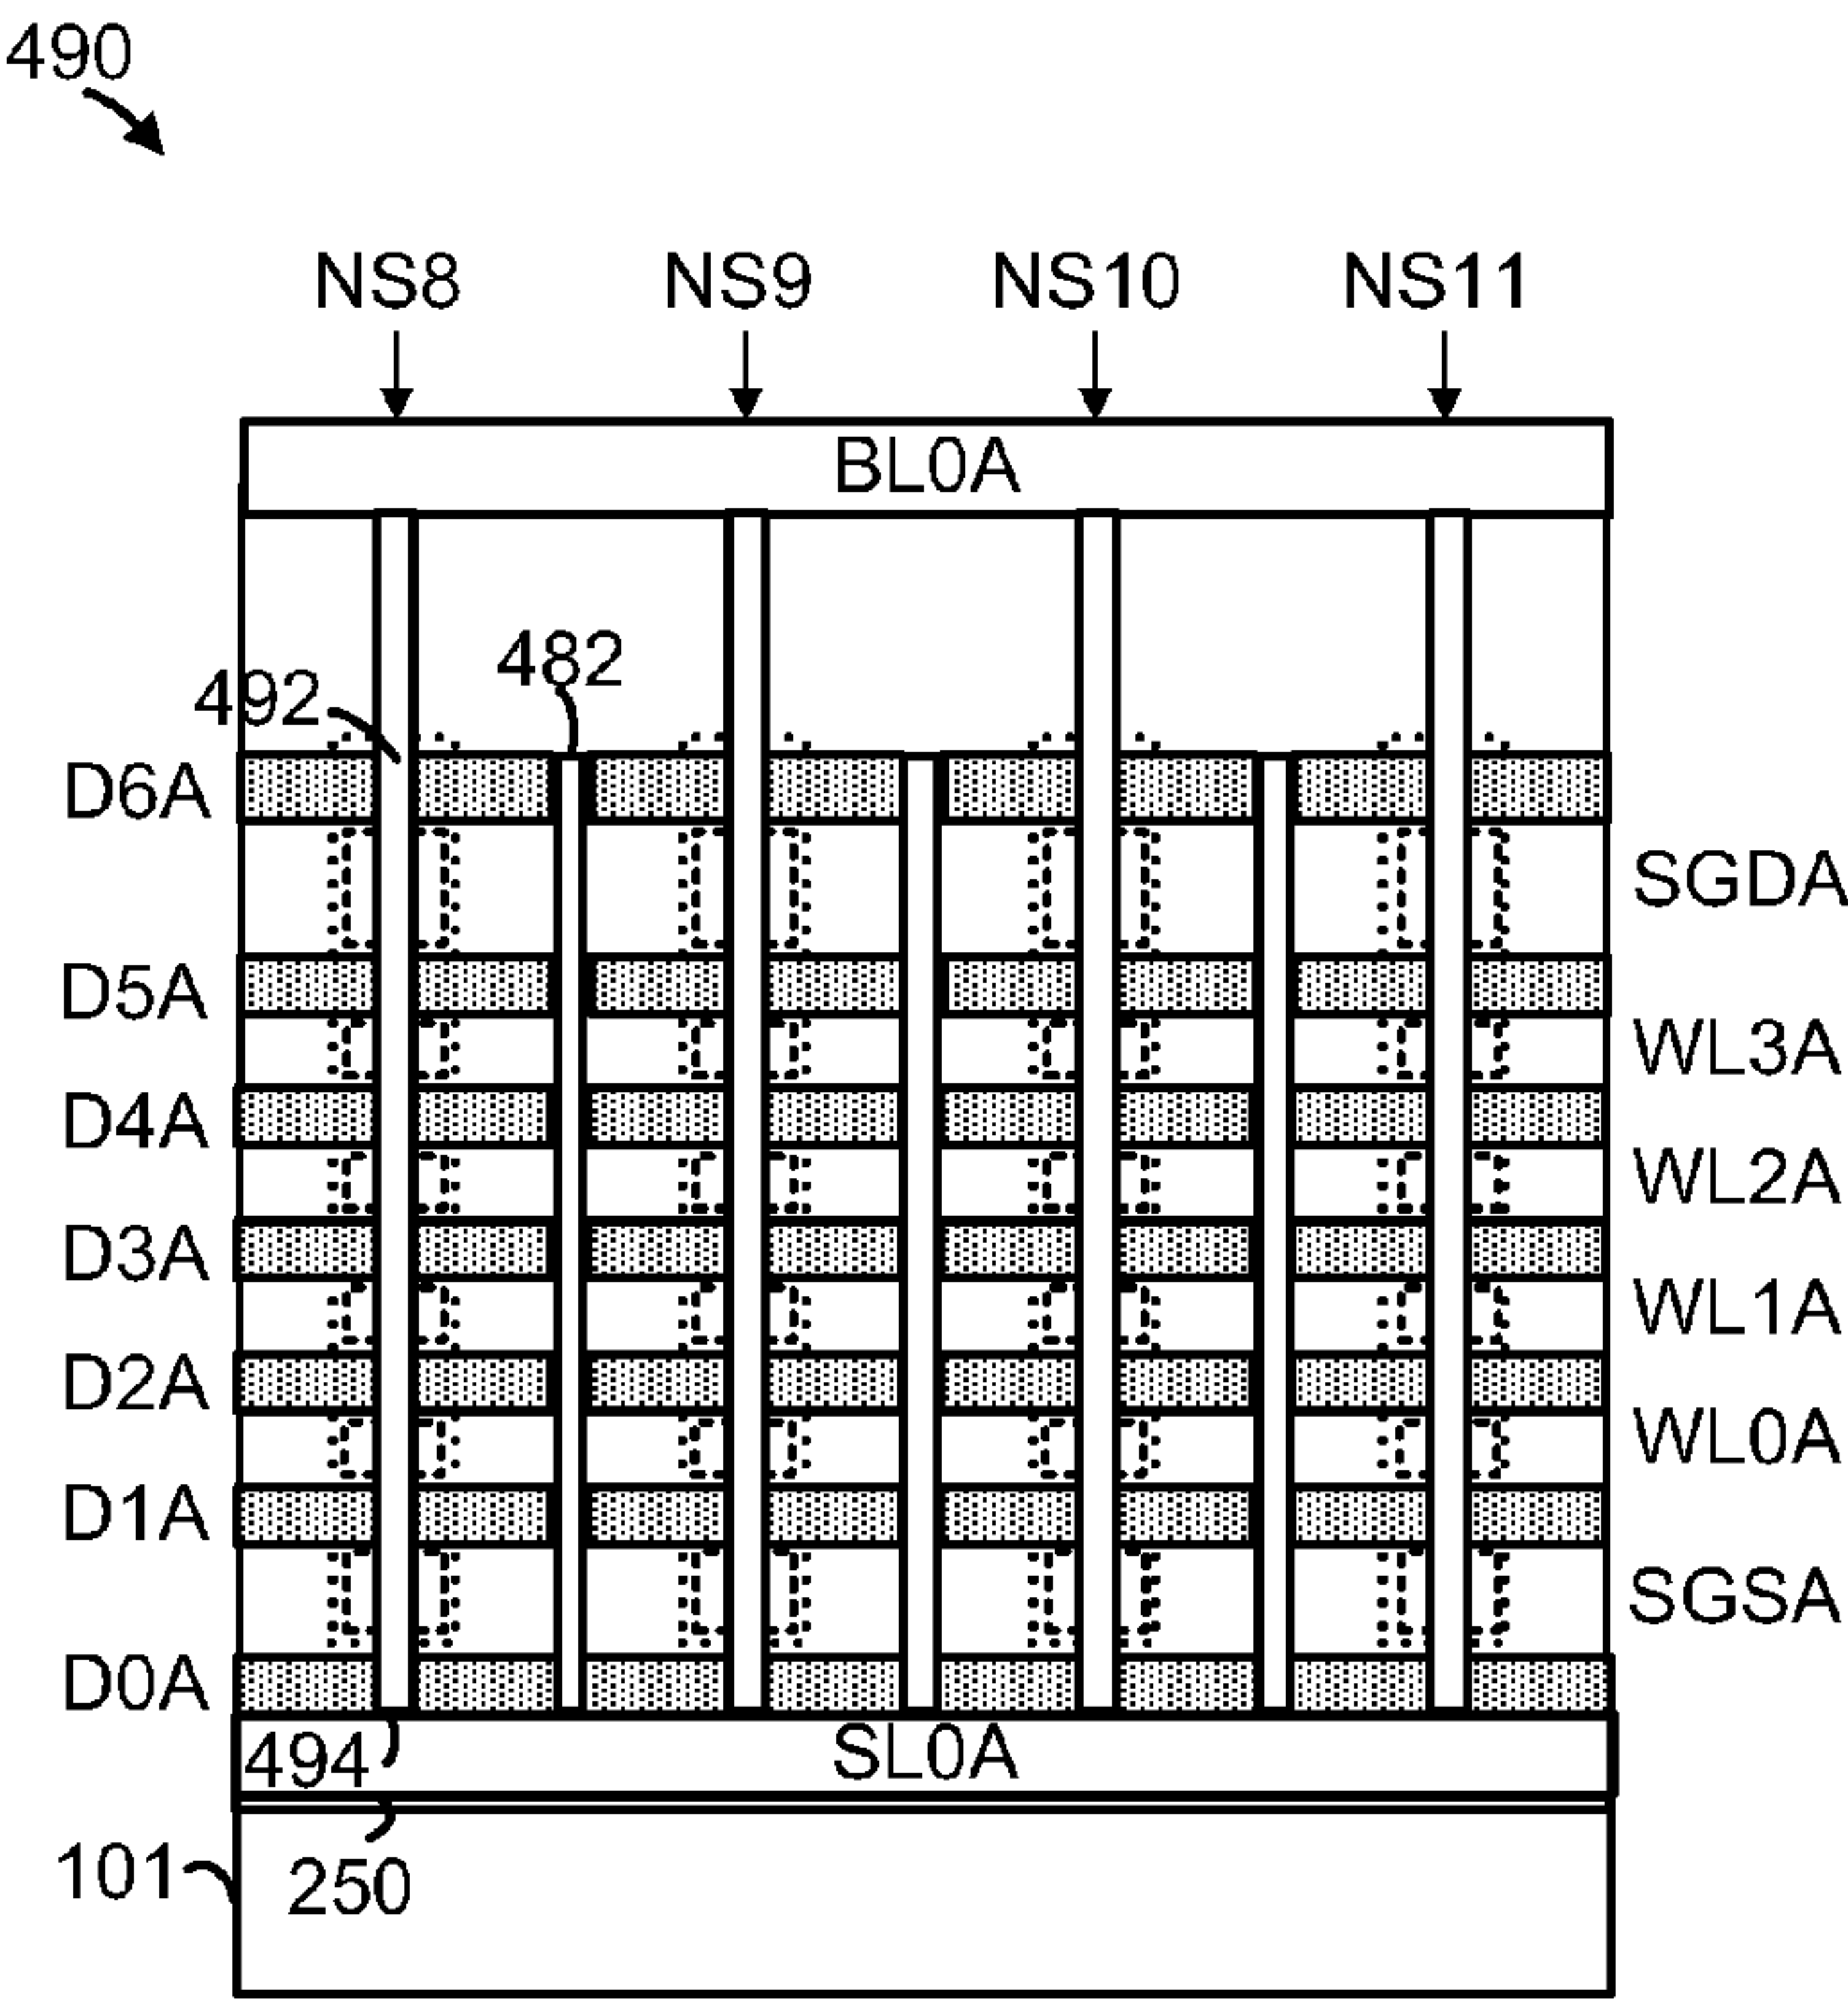 490
NS8 NS9 NS10 NS11
BL0A
482
492
D6A
SGDA
D5A
WL3A
D4A
WL2A
D3A
WL1A
D2A
WL0A
D1A
SGSA
D0A
SL0A
494
101
250